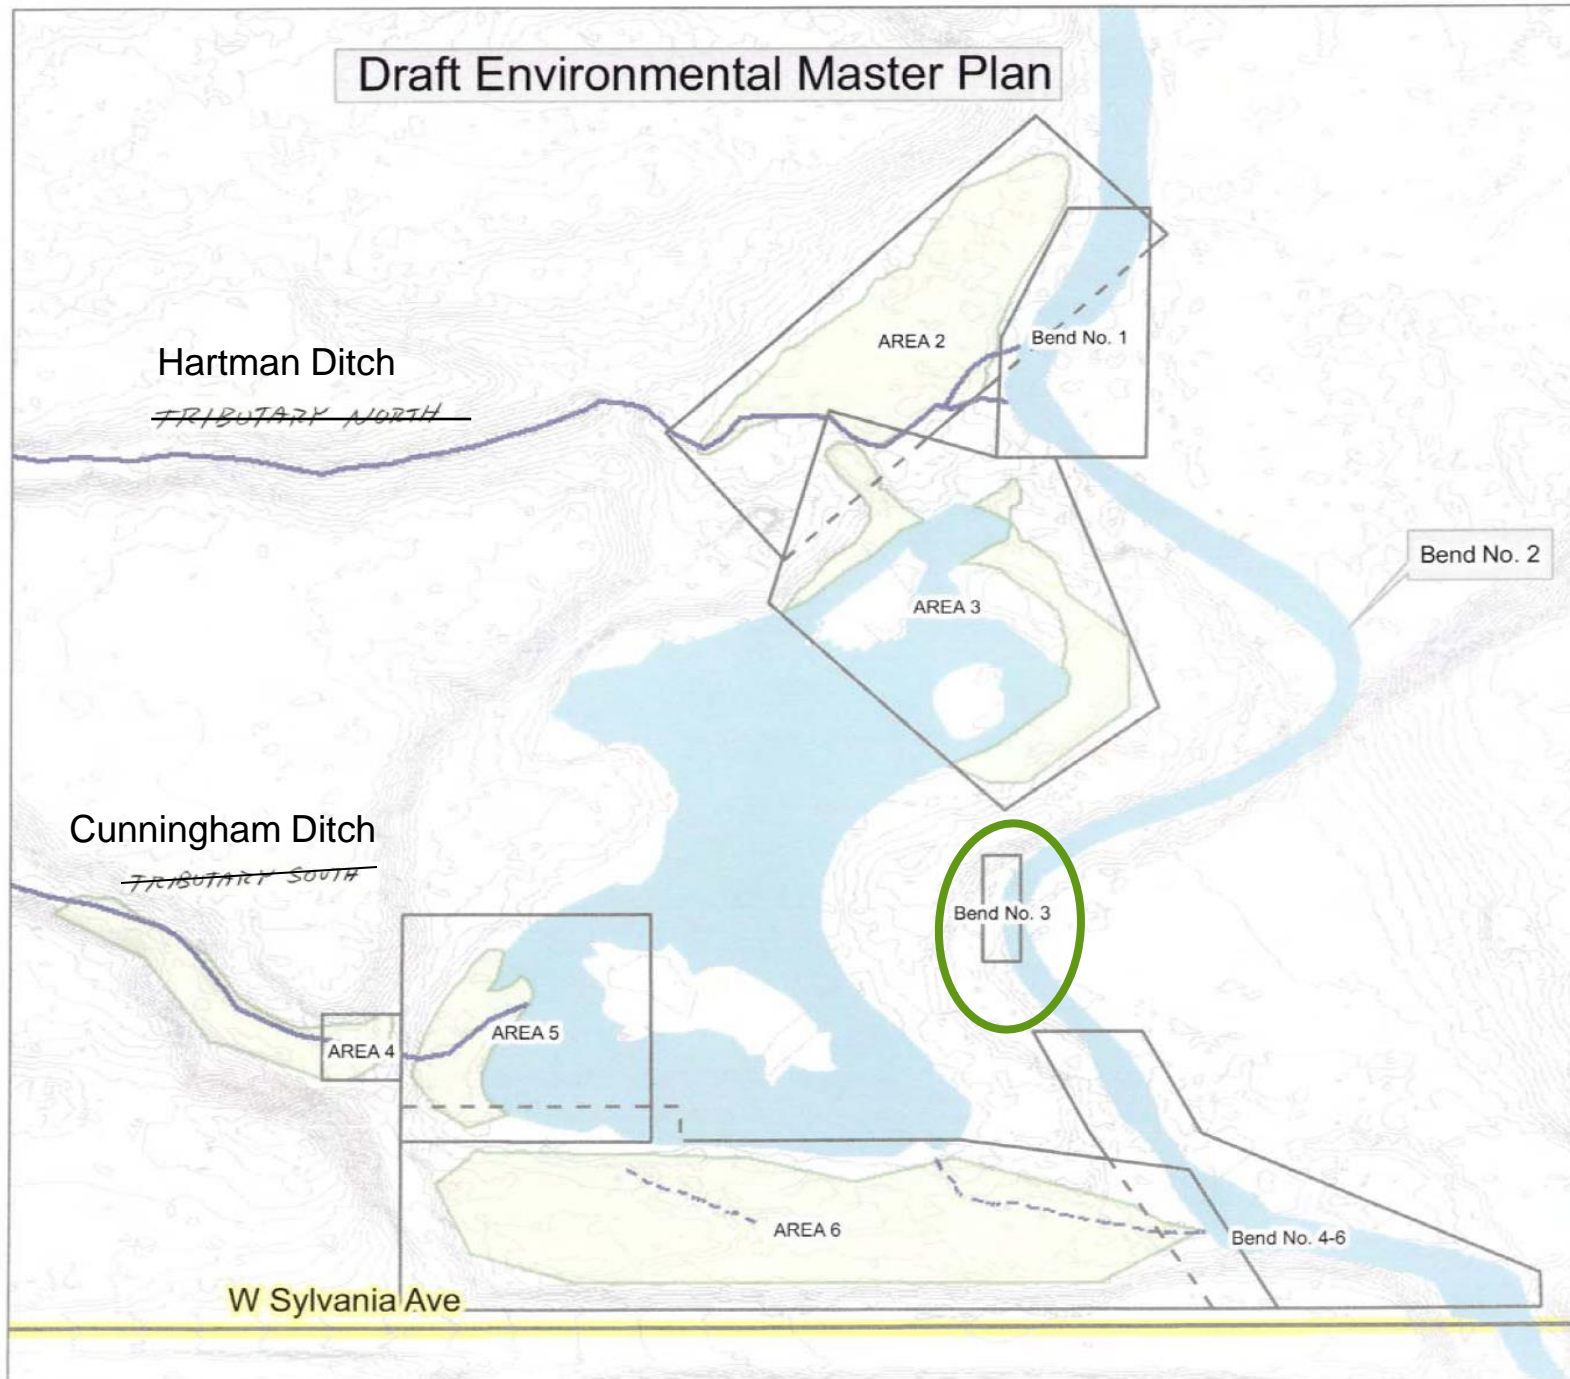 Draft Environmental Master Plan
AREA 2
Bend No. 1
Hartman Ditch
TRIBUTARY NORTH
Bend No. 2
AREA 3
Cunningham Ditch
TRIBUTARY SOUTH
Bend No. 3
AREA 5
AREA 4
AREA 6
Bend No. 4-6
W Sylvania Ave